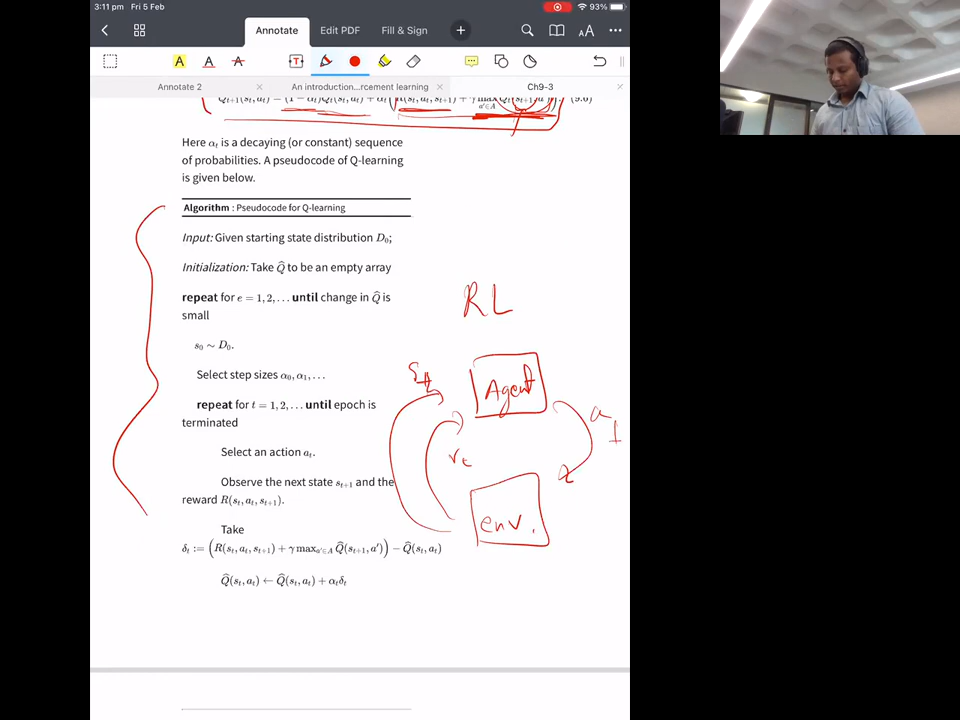 3:11 pm Fri 5 Feb
93%
Annotate
Edit PDF
Fill & Sign
AA
A
A
A
T
Annotate 2
An introduction...rcement learning
Ch9-3
Here αₜ is a decaying (or constant) sequence
of probabilities. A pseudocode of Q-learning
is given below.
Algorithm : Pseudocode for Q-learning
Input: Given starting state distribution D₀;
Initialization: Take Q̂ to be an empty array
repeat for e = 1, 2, ... until change in Q̂ is
small
s₀ ∼ D₀.
Select step sizes α₀, α₁, ...
repeat for t = 1, 2, ... until epoch is
terminated
Select an action aₜ.
Observe the next state sₜ₊₁ and the
reward R(sₜ, aₜ, sₜ₊₁).
Take
δₜ := (R(sₜ, aₜ, sₜ₊₁) + γ max_{a′∈A} Q̂(sₜ₊₁, a′)) − Q̂(sₜ, aₜ)
Q̂(sₜ, aₜ) ← Q̂(sₜ, aₜ) + αₜδₜ
RL
sₜ
Agent
a
rₜ
env.